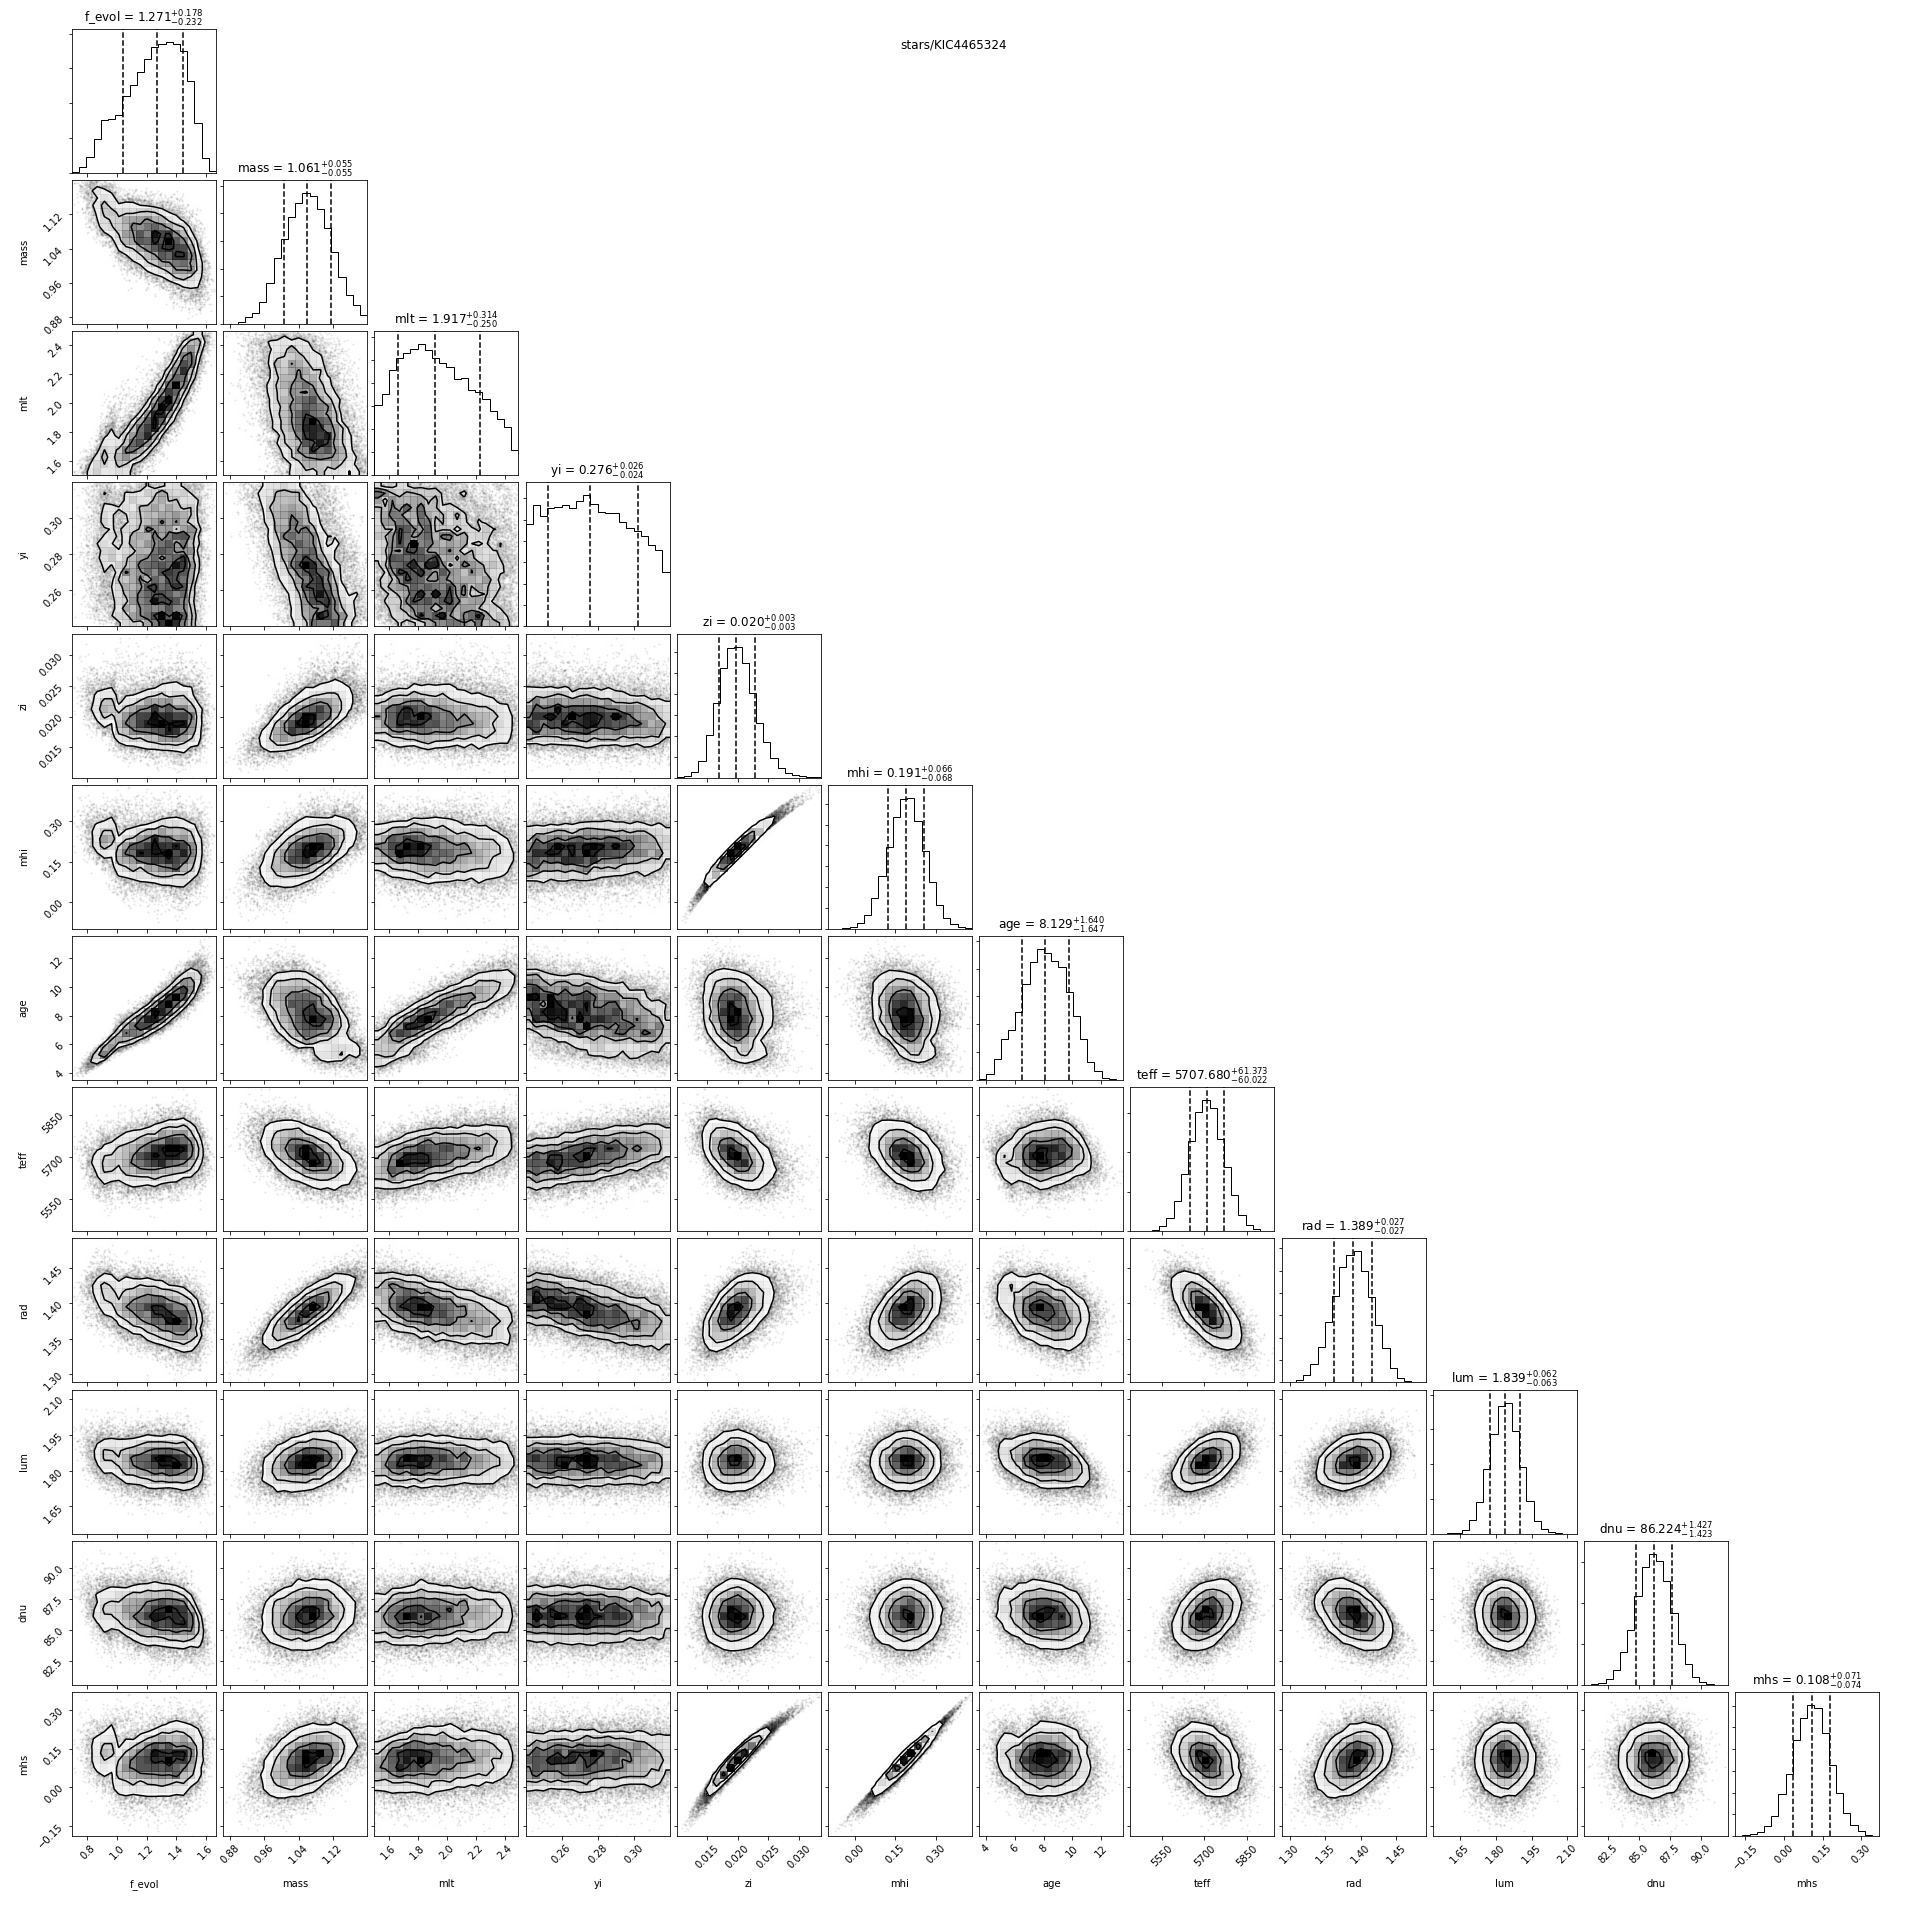 f_evol = 1.271+0.178 −0.232
stars/KIC4465324
mass = 1.061+0.055 −0.055
mass
1.12
1.04
0.96
0.88
mlt = 1.917+0.314 −0.250
mlt
2.4
2.2
2.0
1.8
1.6
yi = 0.276+0.026 −0.024
yi
0.30
0.28
0.26
zi = 0.020+0.003 −0.003
zi
0.030
0.025
0.020
0.015
mhi = 0.191+0.066 −0.068
mhi
0.30
0.15
0.00
age = 8.129+1.640 −1.647
age
12
10
8
6
4
teff = 5707.680+61.373 −60.022
teff
5850
5700
5550
rad = 1.389+0.027 −0.027
rad
1.45
1.40
1.35
1.30
lum = 1.839+0.062 −0.063
lum
2.10
1.95
1.80
1.65
dnu = 86.224+1.427 −1.423
dnu
90.0
87.5
85.0
82.5
mhs = 0.108+0.071 −0.074
mhs
0.30
0.15
0.00
−0.15
0.8 1.0 1.2 1.4 1.6 0.88 0.96 1.04 1.12 1.6 1.8 2.0 2.2 2.4 0.26 0.28 0.30 0.015 0.020 0.025 0.030 0.00 0.15 0.30 4 6 8 10 12 5550 5700 5850 1.30 1.35 1.40 1.45 1.65 1.80 1.95 2.10 82.5 85.0 87.5 90.0 −0.15 0.00 0.15 0.30
f_evol mass mlt yi zi mhi age teff rad lum dnu mhs